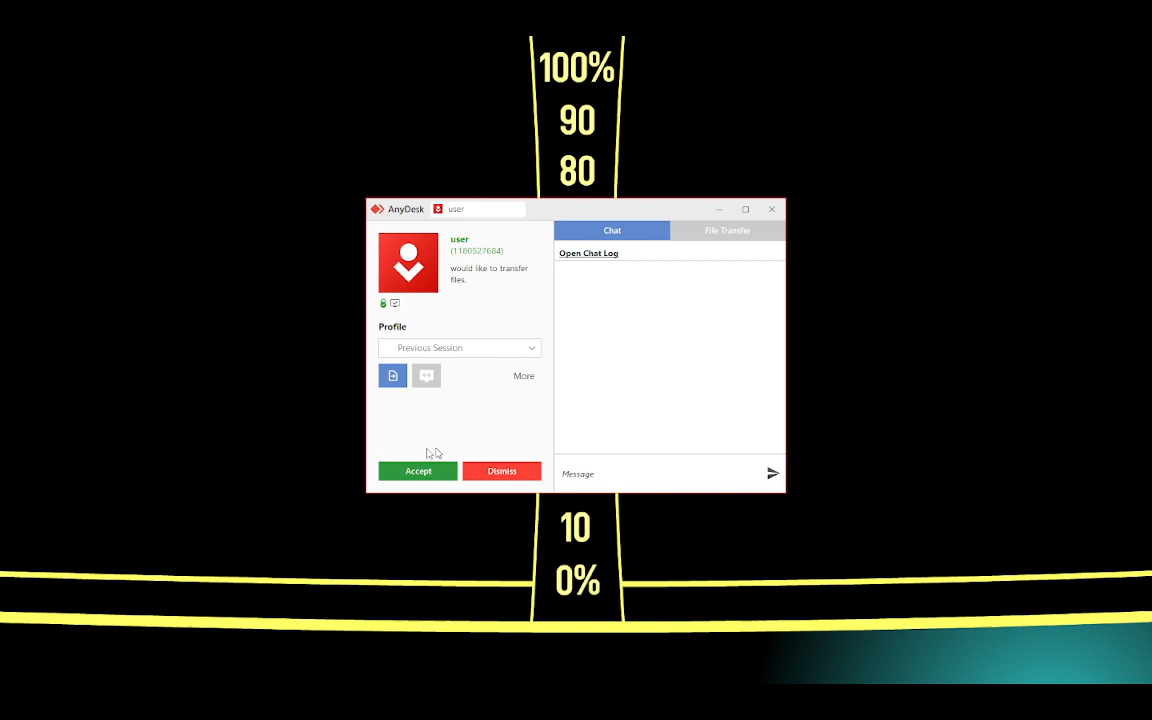 100%
90
80
AnyDesk
user
Chat
File Transfer
user
(1180527684)
would like to transfer
files.
Open Chat Log
Profile
Previous Session
More
Accept
Dismiss
Message
10
0%